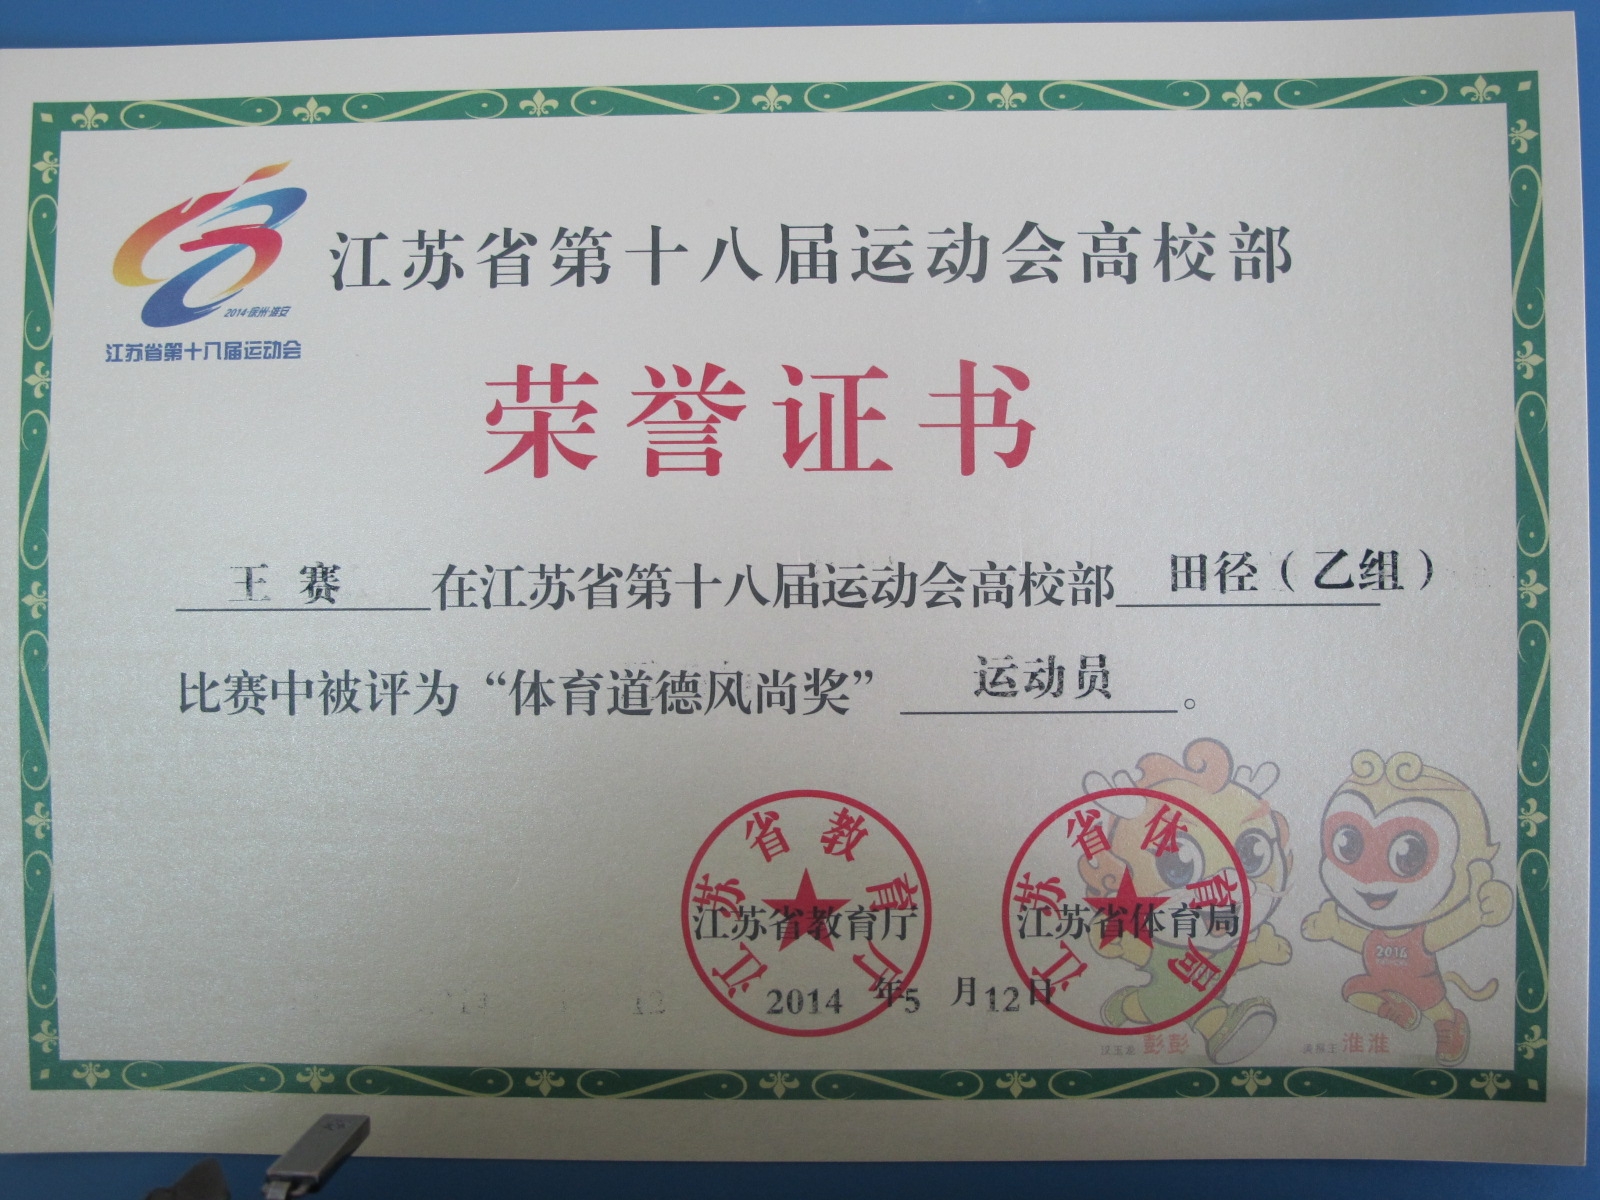 江苏省第十八届运动会高校部
2014·徐州·淮安
江苏省第十八届运动会
荣誉证书
王赛 在江苏省第十八届运动会高校部 田径（乙组）
比赛中被评为“体育道德风尚奖” 运动员。
江苏省教育厅
江苏省体育局
江苏省教育厅 江苏省体育局
2014 年5 月12日
2014
彭彭
淮淮